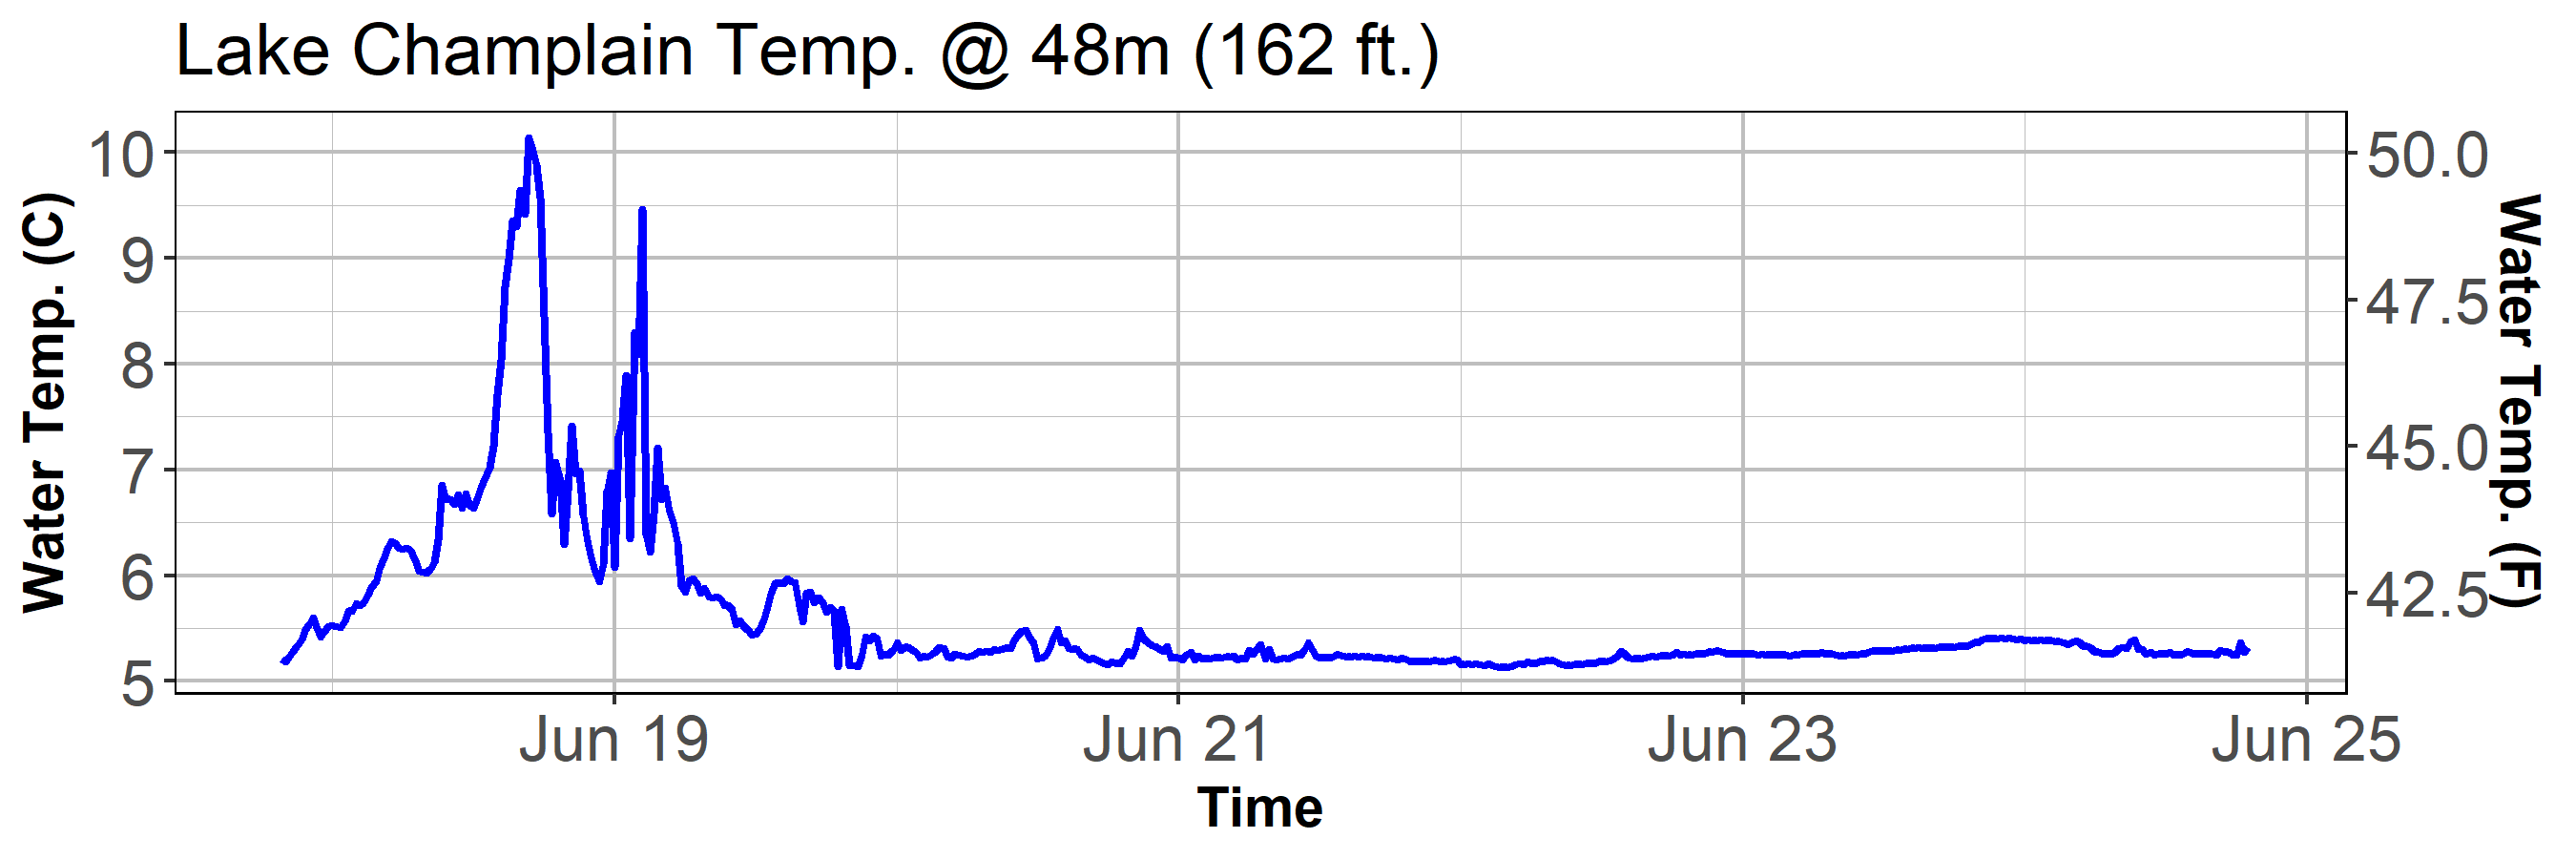 Lake Champlain Temp. @ 48m (162 ft.)
Water Temp. (C)
10
9
8
7
6
5
50.0
47.5
45.0
42.5
Water Temp. (F)
Jun 19
Jun 21
Jun 23
Jun 25
Time